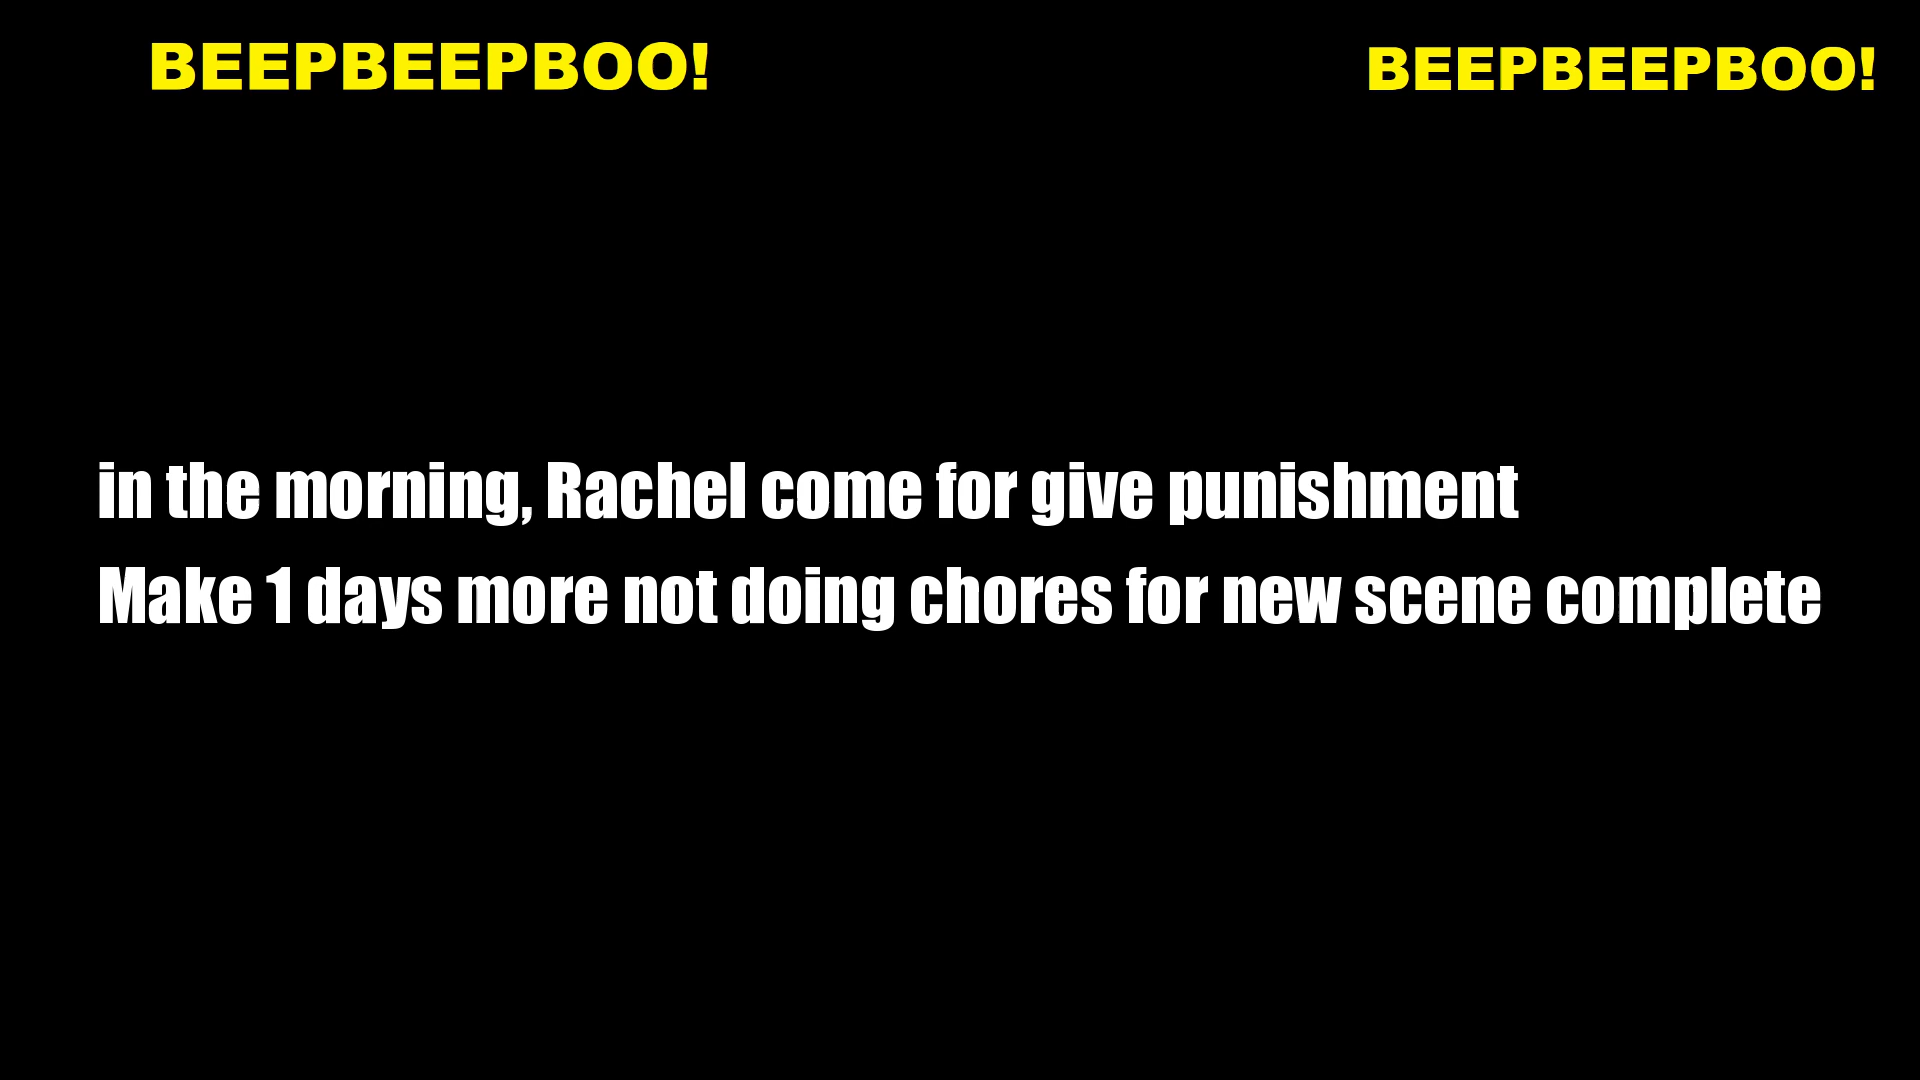 BEEPBEEPBOO! BEEPBEEPBOO!
in the morning, Rachel come for give punishment
Make 1 days more not doing chores for new scene complete